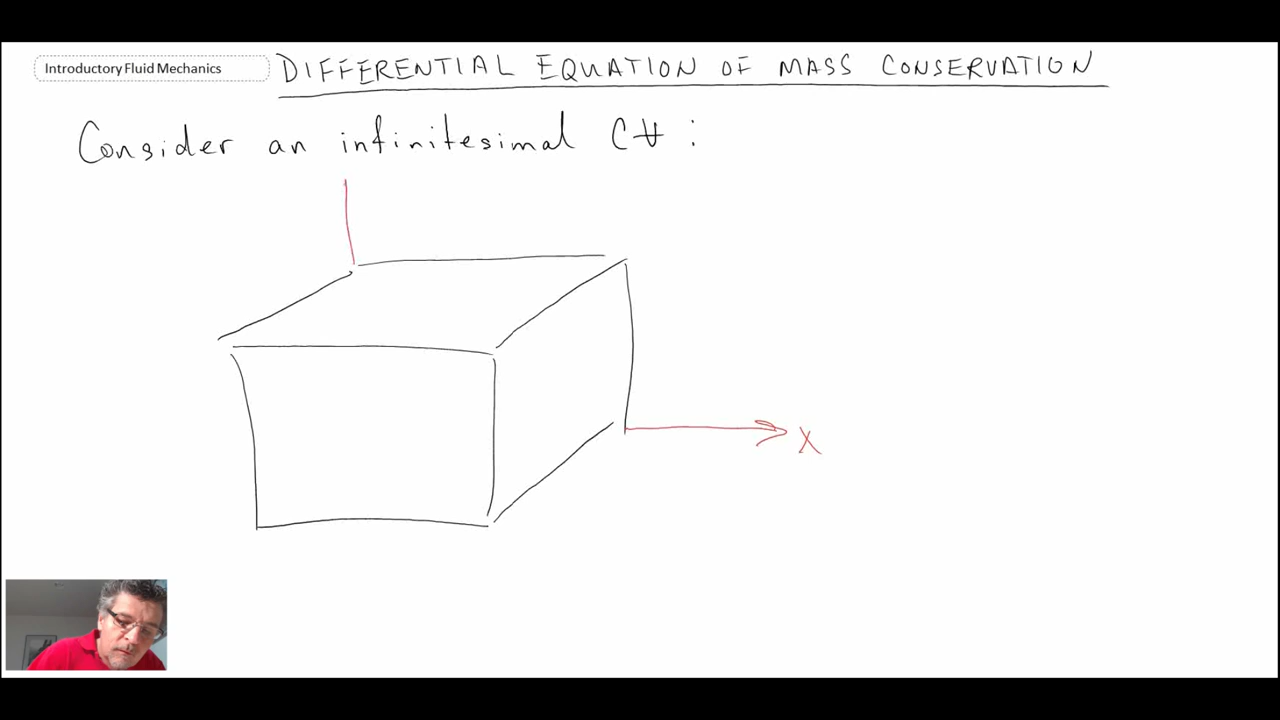 Introductory Fluid Mechanics
DIFFERENTIAL EQUATION OF MASS CONSERVATION
Consider an infinitesimal C∀ :
X